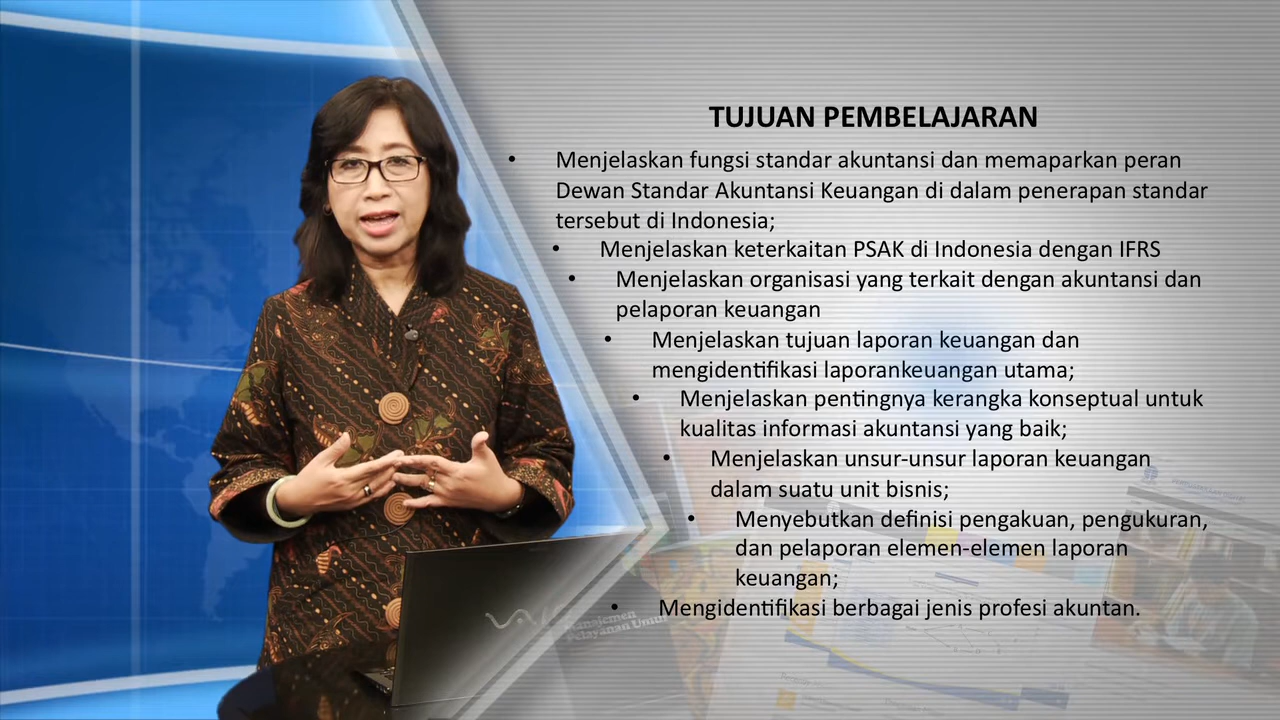 TUJUAN PEMBELAJARAN
• Menjelaskan fungsi standar akuntansi dan memaparkan peran
Dewan Standar Akuntansi Keuangan di dalam penerapan standar
tersebut di Indonesia;
• Menjelaskan keterkaitan PSAK di Indonesia dengan IFRS
• Menjelaskan organisasi yang terkait dengan akuntansi dan
pelaporan keuangan
• Menjelaskan tujuan laporan keuangan dan
mengidentifikasi laporankeuangan utama;
• Menjelaskan pentingnya kerangka konseptual untuk
kualitas informasi akuntansi yang baik;
• Menjelaskan unsur-unsur laporan keuangan
dalam suatu unit bisnis;
• Menyebutkan definisi pengakuan, pengukuran,
dan pelaporan elemen-elemen laporan
keuangan;
• Mengidentifikasi berbagai jenis profesi akuntan.
Manajemen
Pelayanan Umum